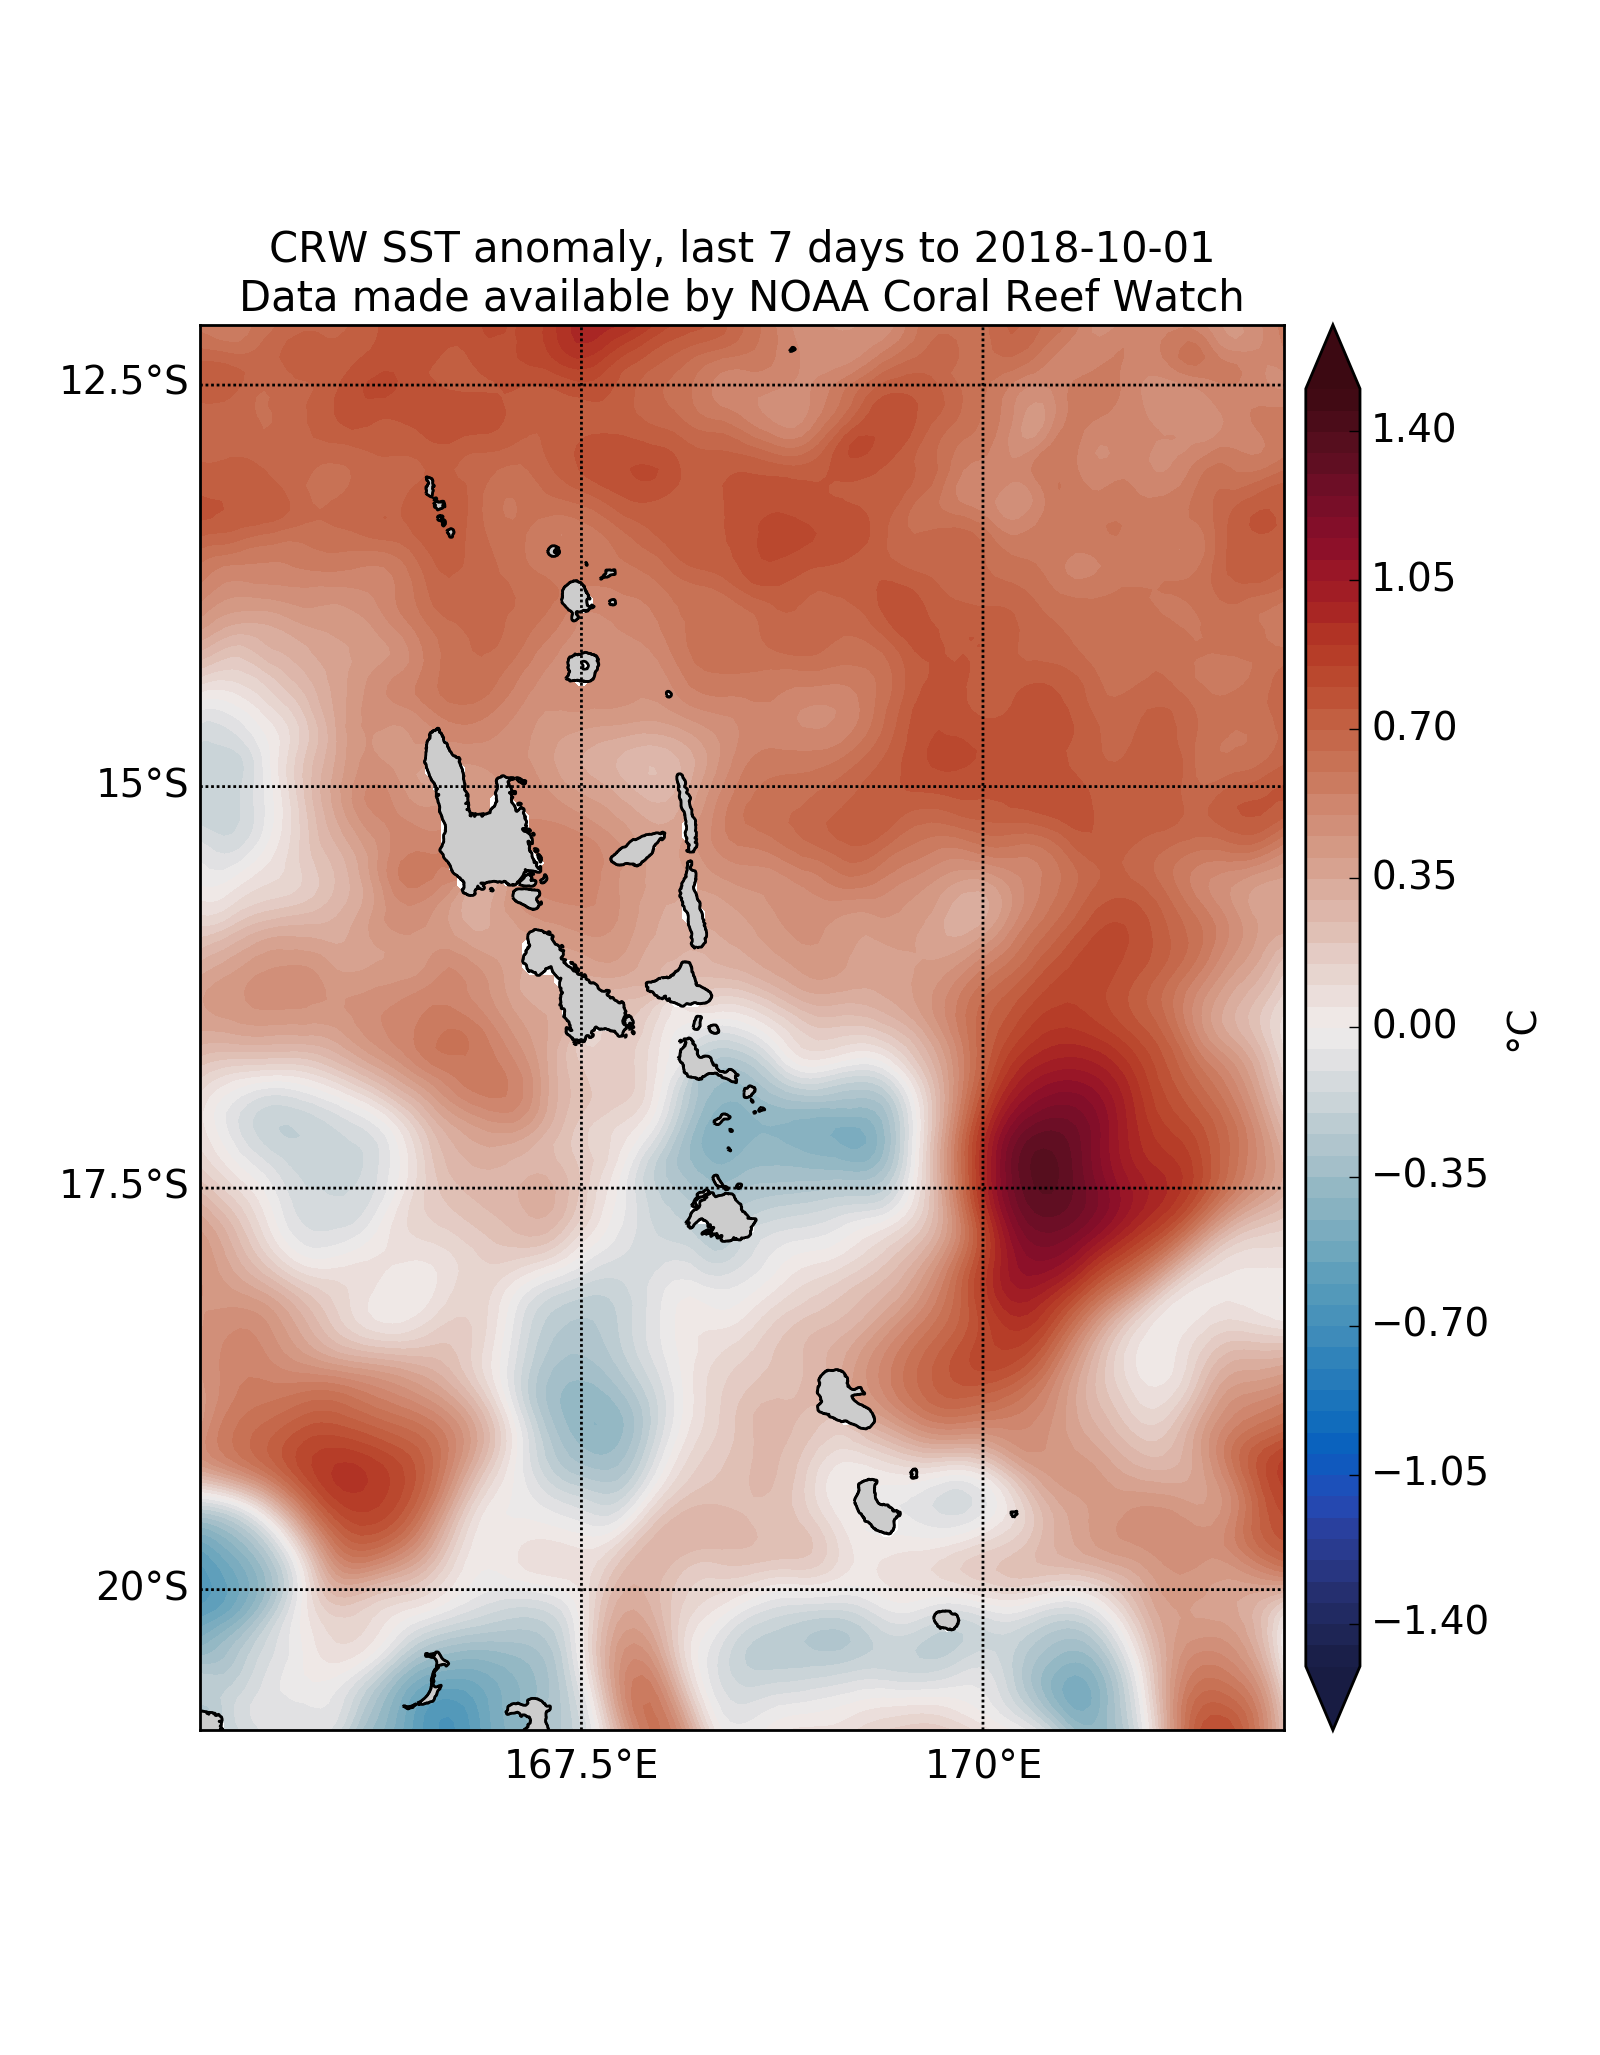 CRW SST anomaly, last 7 days to 2018-10-01
Data made available by NOAA Coral Reef Watch
12.5°S
15°S
17.5°S
20°S
167.5°E
170°E
1.40
1.05
0.70
0.35
0.00
−0.35
−0.70
−1.05
−1.40
°C